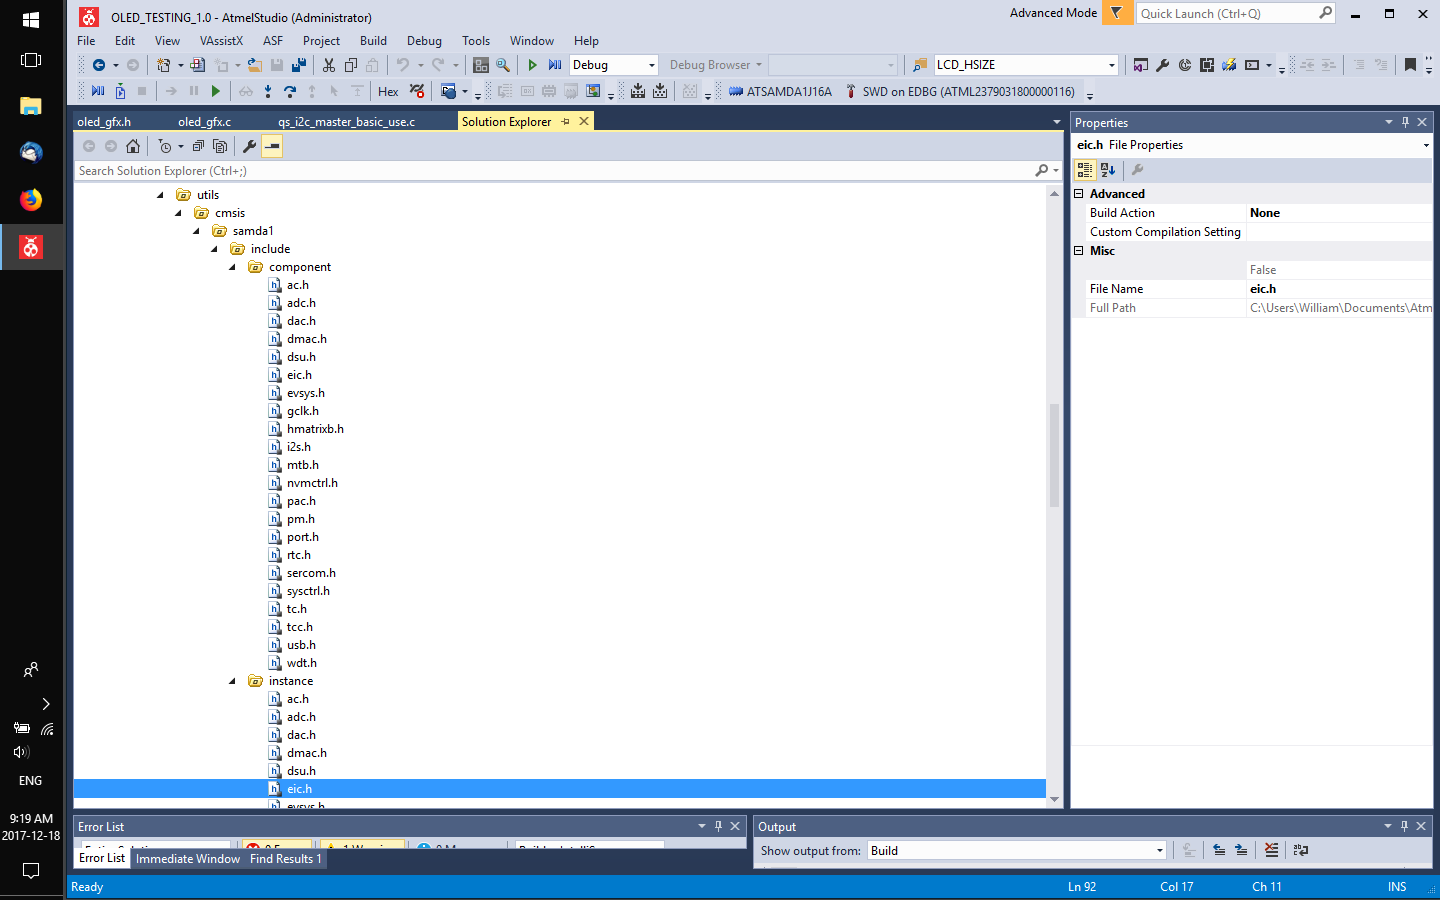 OLED_TESTING_1.0 - AtmelStudio (Administrator)
Advanced Mode
Quick Launch (Ctrl+Q)
File Edit View VAssistX ASF Project Build Debug Tools Window Help
Debug Debug Browser LCD_HSIZE
Hex ATSAMDA1J16A SWD on EDBG (ATML2379031800000116)
oled_gfx.h oled_gfx.c qs_i2c_master_basic_use.c Solution Explorer
Search Solution Explorer (Ctrl+;)
utils
cmsis
samda1
include
component
ac.h
adc.h
dac.h
dmac.h
dsu.h
eic.h
evsys.h
gclk.h
hmatrixb.h
i2s.h
mtb.h
nvmctrl.h
pac.h
pm.h
port.h
rtc.h
sercom.h
sysctrl.h
tc.h
tcc.h
usb.h
wdt.h
instance
ac.h
adc.h
dac.h
dmac.h
dsu.h
eic.h
evsys.h
Properties
eic.h File Properties
Advanced
Build Action None
Custom Compilation Setting
Misc
False
File Name eic.h
Full Path C:\Users\William\Documents\Atm
Error List
Error List Immediate Window Find Results 1
Output
Show output from: Build
Ready
Ln 92 Col 17 Ch 11 INS
ENG
9:19 AM
2017-12-18